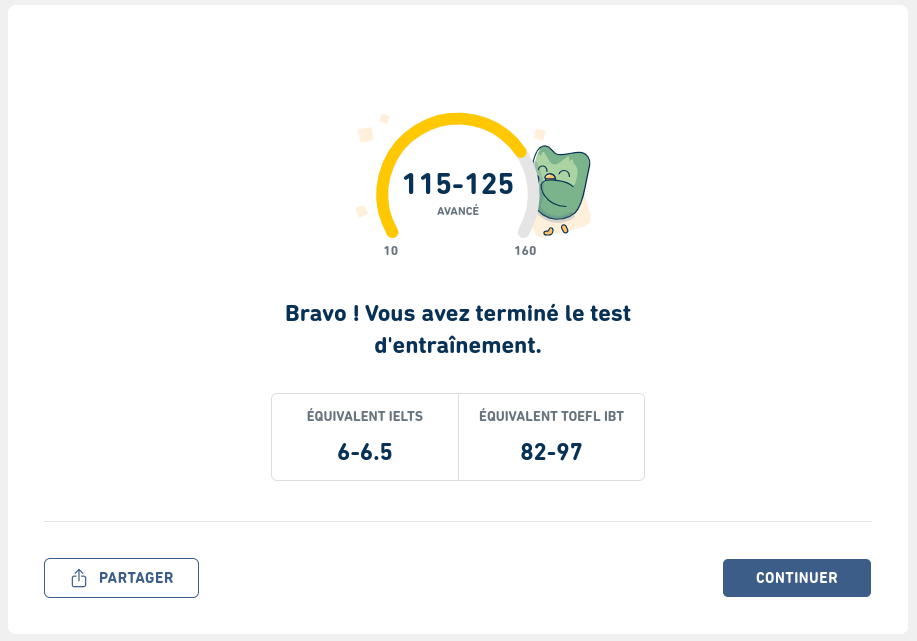 115-125
AVANCÉ
10
160
Bravo ! Vous avez terminé le test
d'entraînement.
ÉQUIVALENT IELTS
ÉQUIVALENT TOEFL IBT
6-6.5
82-97
PARTAGER
CONTINUER